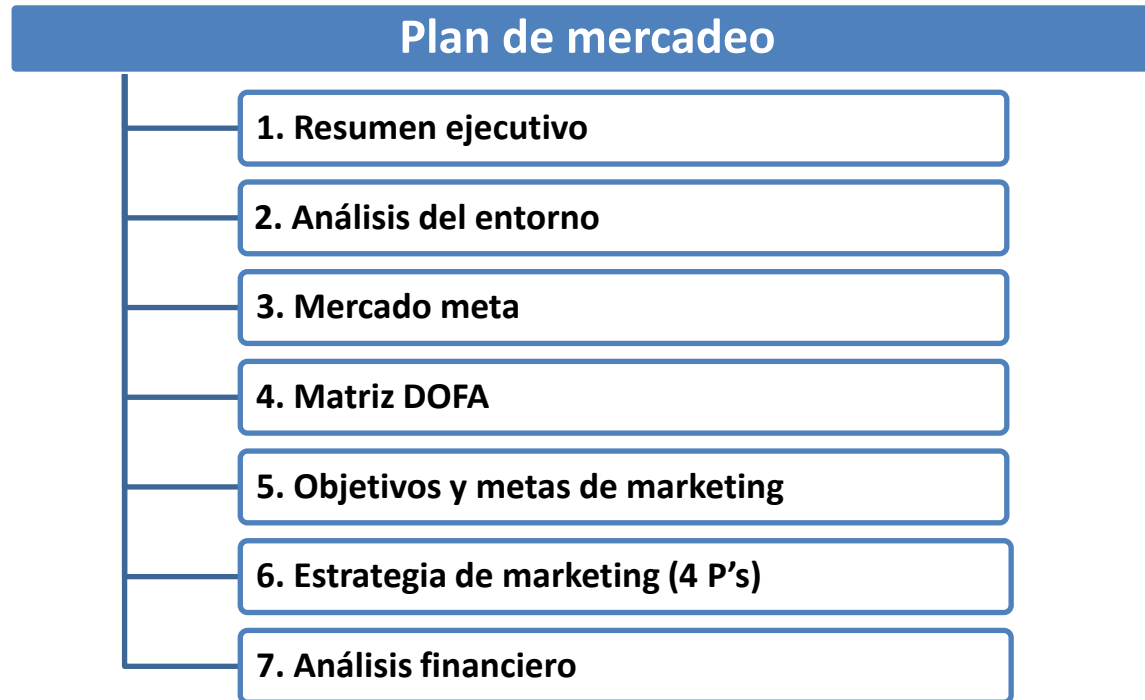 Plan de mercadeo
1. Resumen ejecutivo
2. Análisis del entorno
3. Mercado meta
4. Matriz DOFA
5. Objetivos y metas de marketing
6. Estrategia de marketing (4 P’s)
7. Análisis financiero